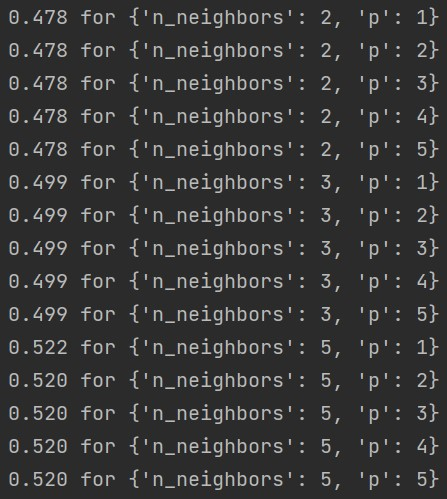 0.478 for {'n_neighbors': 2, 'p': 1}
0.478 for {'n_neighbors': 2, 'p': 2}
0.478 for {'n_neighbors': 2, 'p': 3}
0.478 for {'n_neighbors': 2, 'p': 4}
0.478 for {'n_neighbors': 2, 'p': 5}
0.499 for {'n_neighbors': 3, 'p': 1}
0.499 for {'n_neighbors': 3, 'p': 2}
0.499 for {'n_neighbors': 3, 'p': 3}
0.499 for {'n_neighbors': 3, 'p': 4}
0.499 for {'n_neighbors': 3, 'p': 5}
0.522 for {'n_neighbors': 5, 'p': 1}
0.520 for {'n_neighbors': 5, 'p': 2}
0.520 for {'n_neighbors': 5, 'p': 3}
0.520 for {'n_neighbors': 5, 'p': 4}
0.520 for {'n_neighbors': 5, 'p': 5}